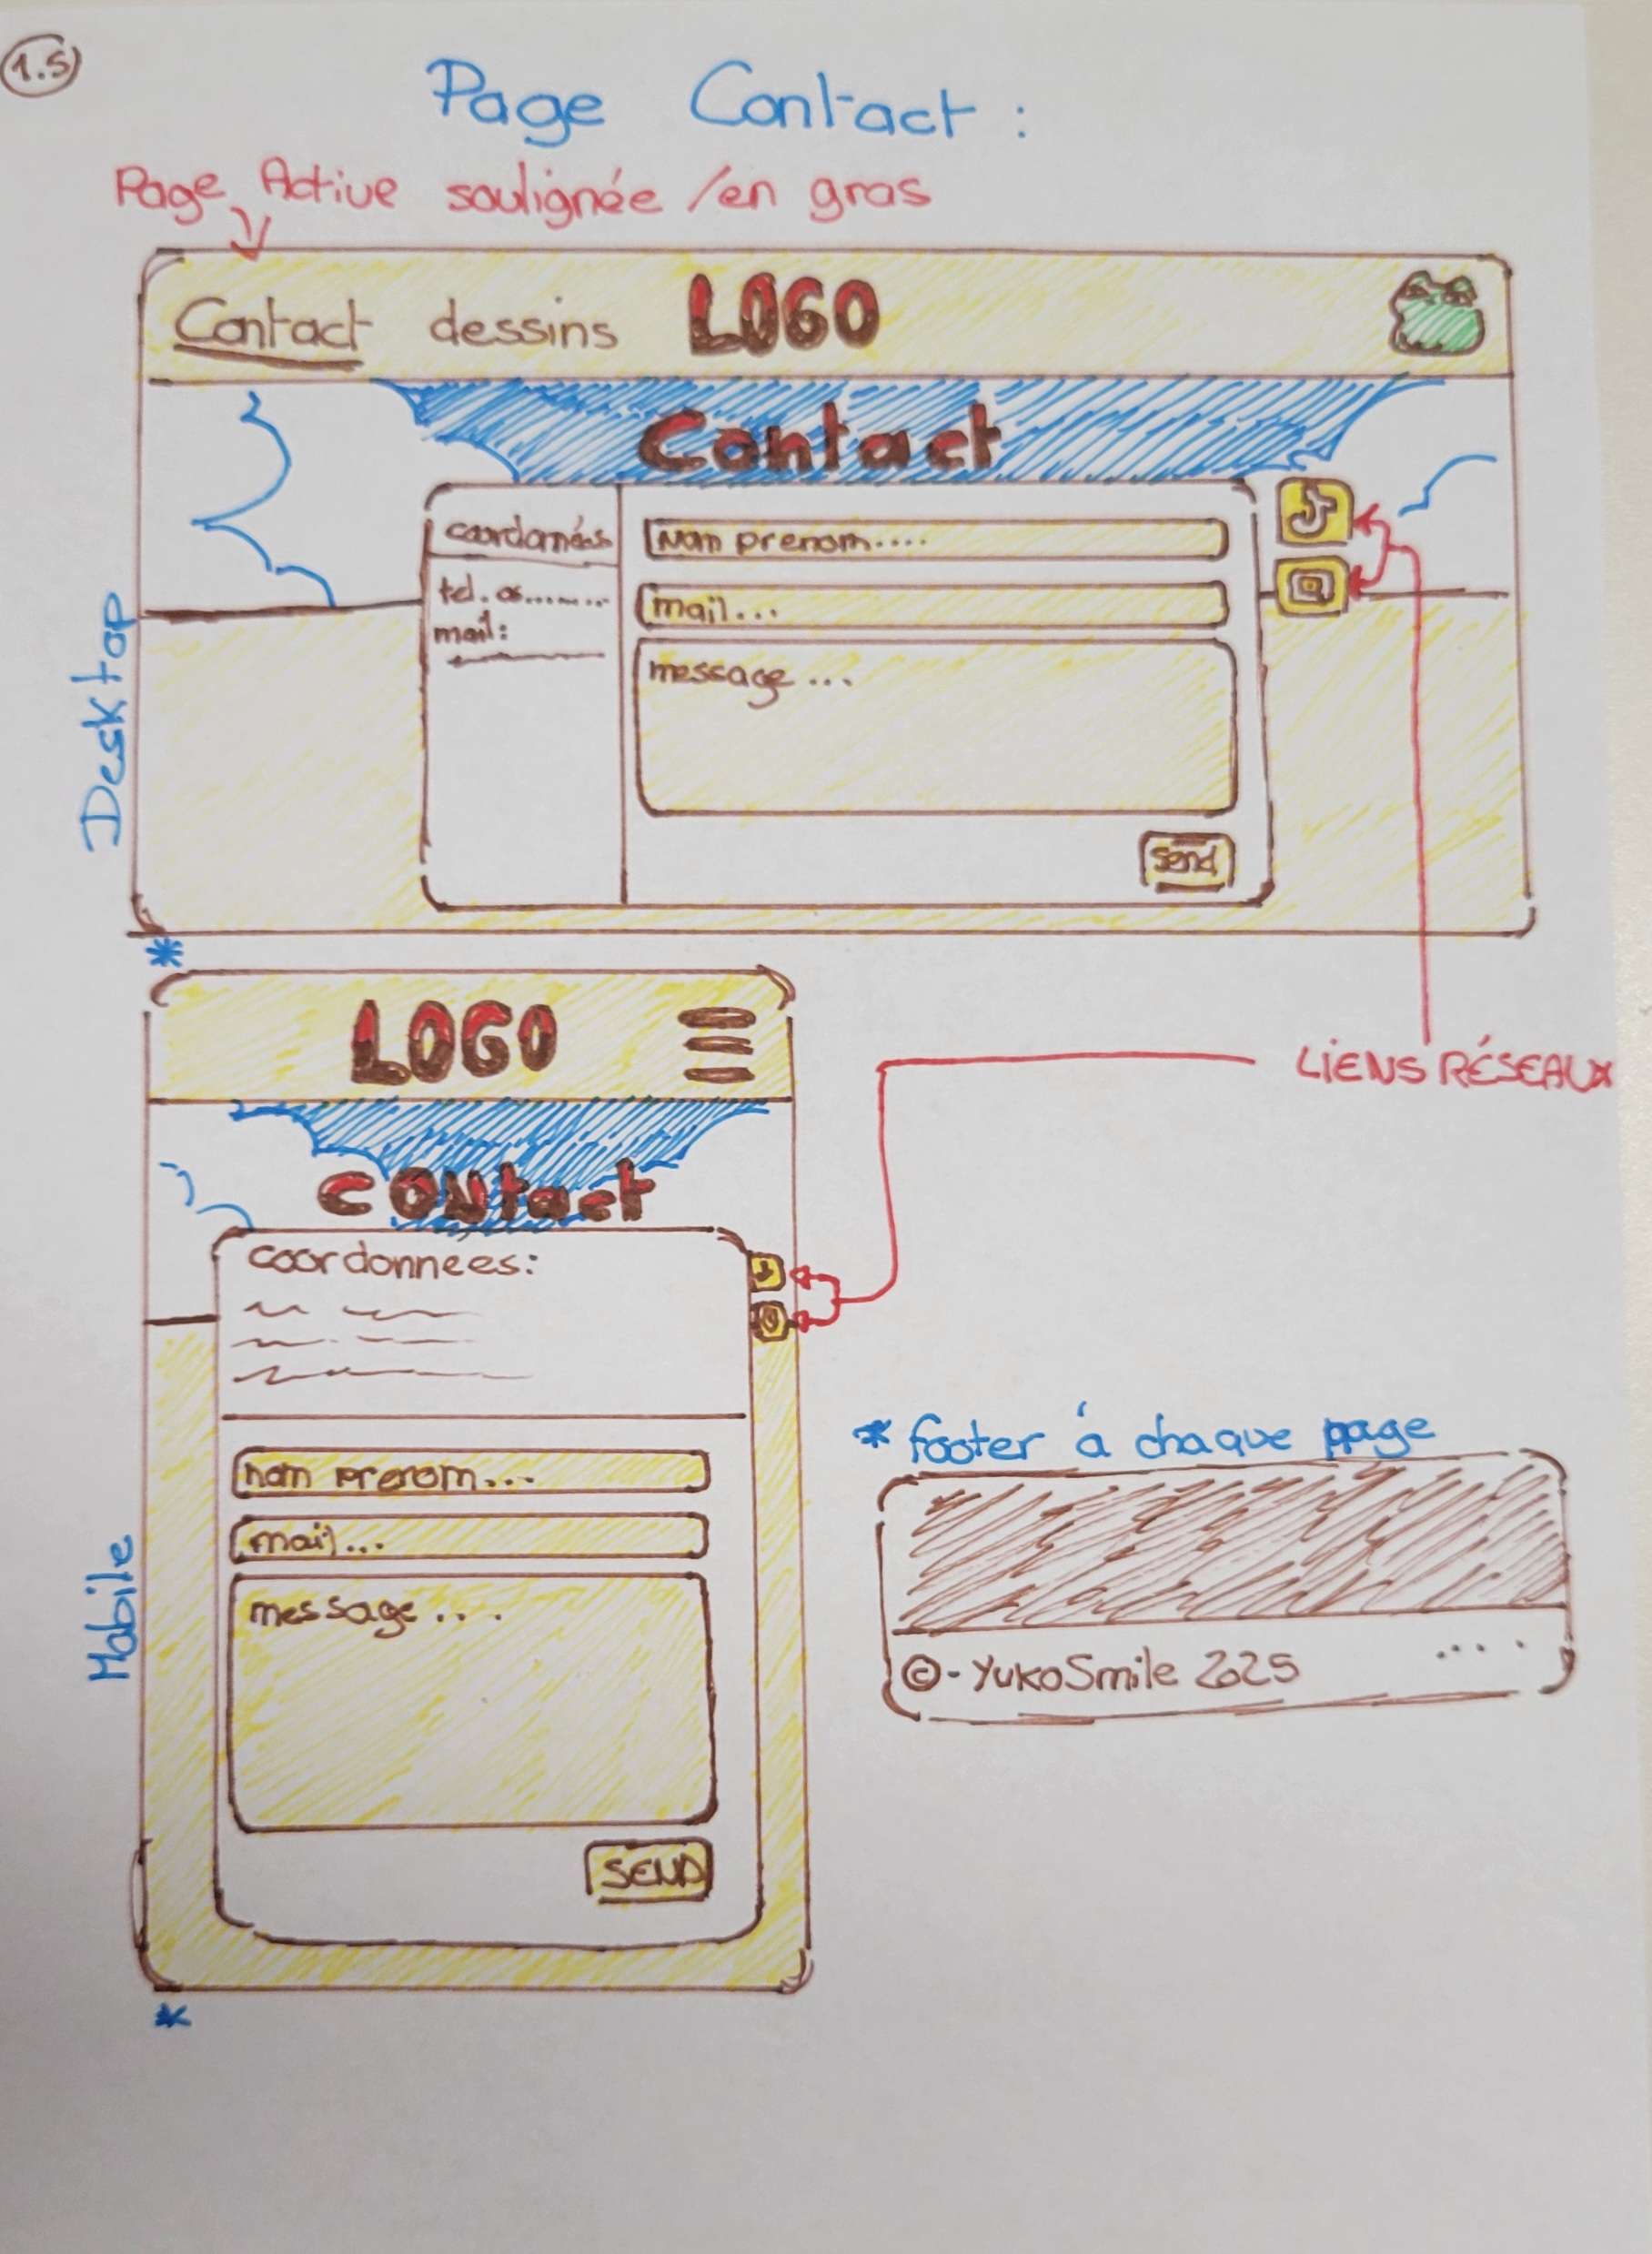 1.5
Page Contact :
Page Active soulignée /en gras
Contact dessins LOGO
Contact
coordonnées
tel. 06.......
mail:
Nom prenom....
mail...
message ...
Send
Desktop
*
LOGO
LIENS RÉSEAUX
contact
coordonnees:
nom prenom...
mail...
message....
SEND
Mobile
*
* footer à chaque page
©-YukoSmile 2025 ....